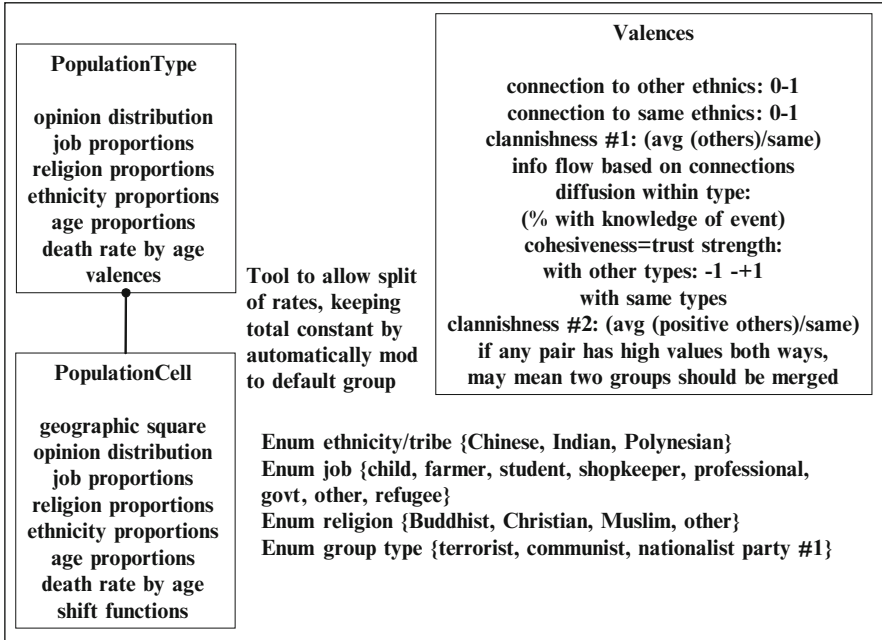 PopulationType
opinion distribution
job proportions
religion proportions
ethnicity proportions
age proportions
death rate by age
valences
PopulationCell
geographic square
opinion distribution
job proportions
religion proportions
ethnicity proportions
age proportions
death rate by age
shift functions
Tool to allow split
of rates, keeping
total constant by
automatically mod
to default group
Valences
connection to other ethnics: 0-1
connection to same ethnics: 0-1
clannishness #1: (avg (others)/same)
info flow based on connections
diffusion within type:
(% with knowledge of event)
cohesiveness=trust strength:
with other types: -1 -+1
with same types
clannishness #2: (avg (positive others)/same)
if any pair has high values both ways,
may mean two groups should be merged
Enum ethnicity/tribe {Chinese, Indian, Polynesian}
Enum job {child, farmer, student, shopkeeper, professional,
govt, other, refugee}
Enum religion {Buddhist, Christian, Muslim, other}
Enum group type {terrorist, communist, nationalist party #1}